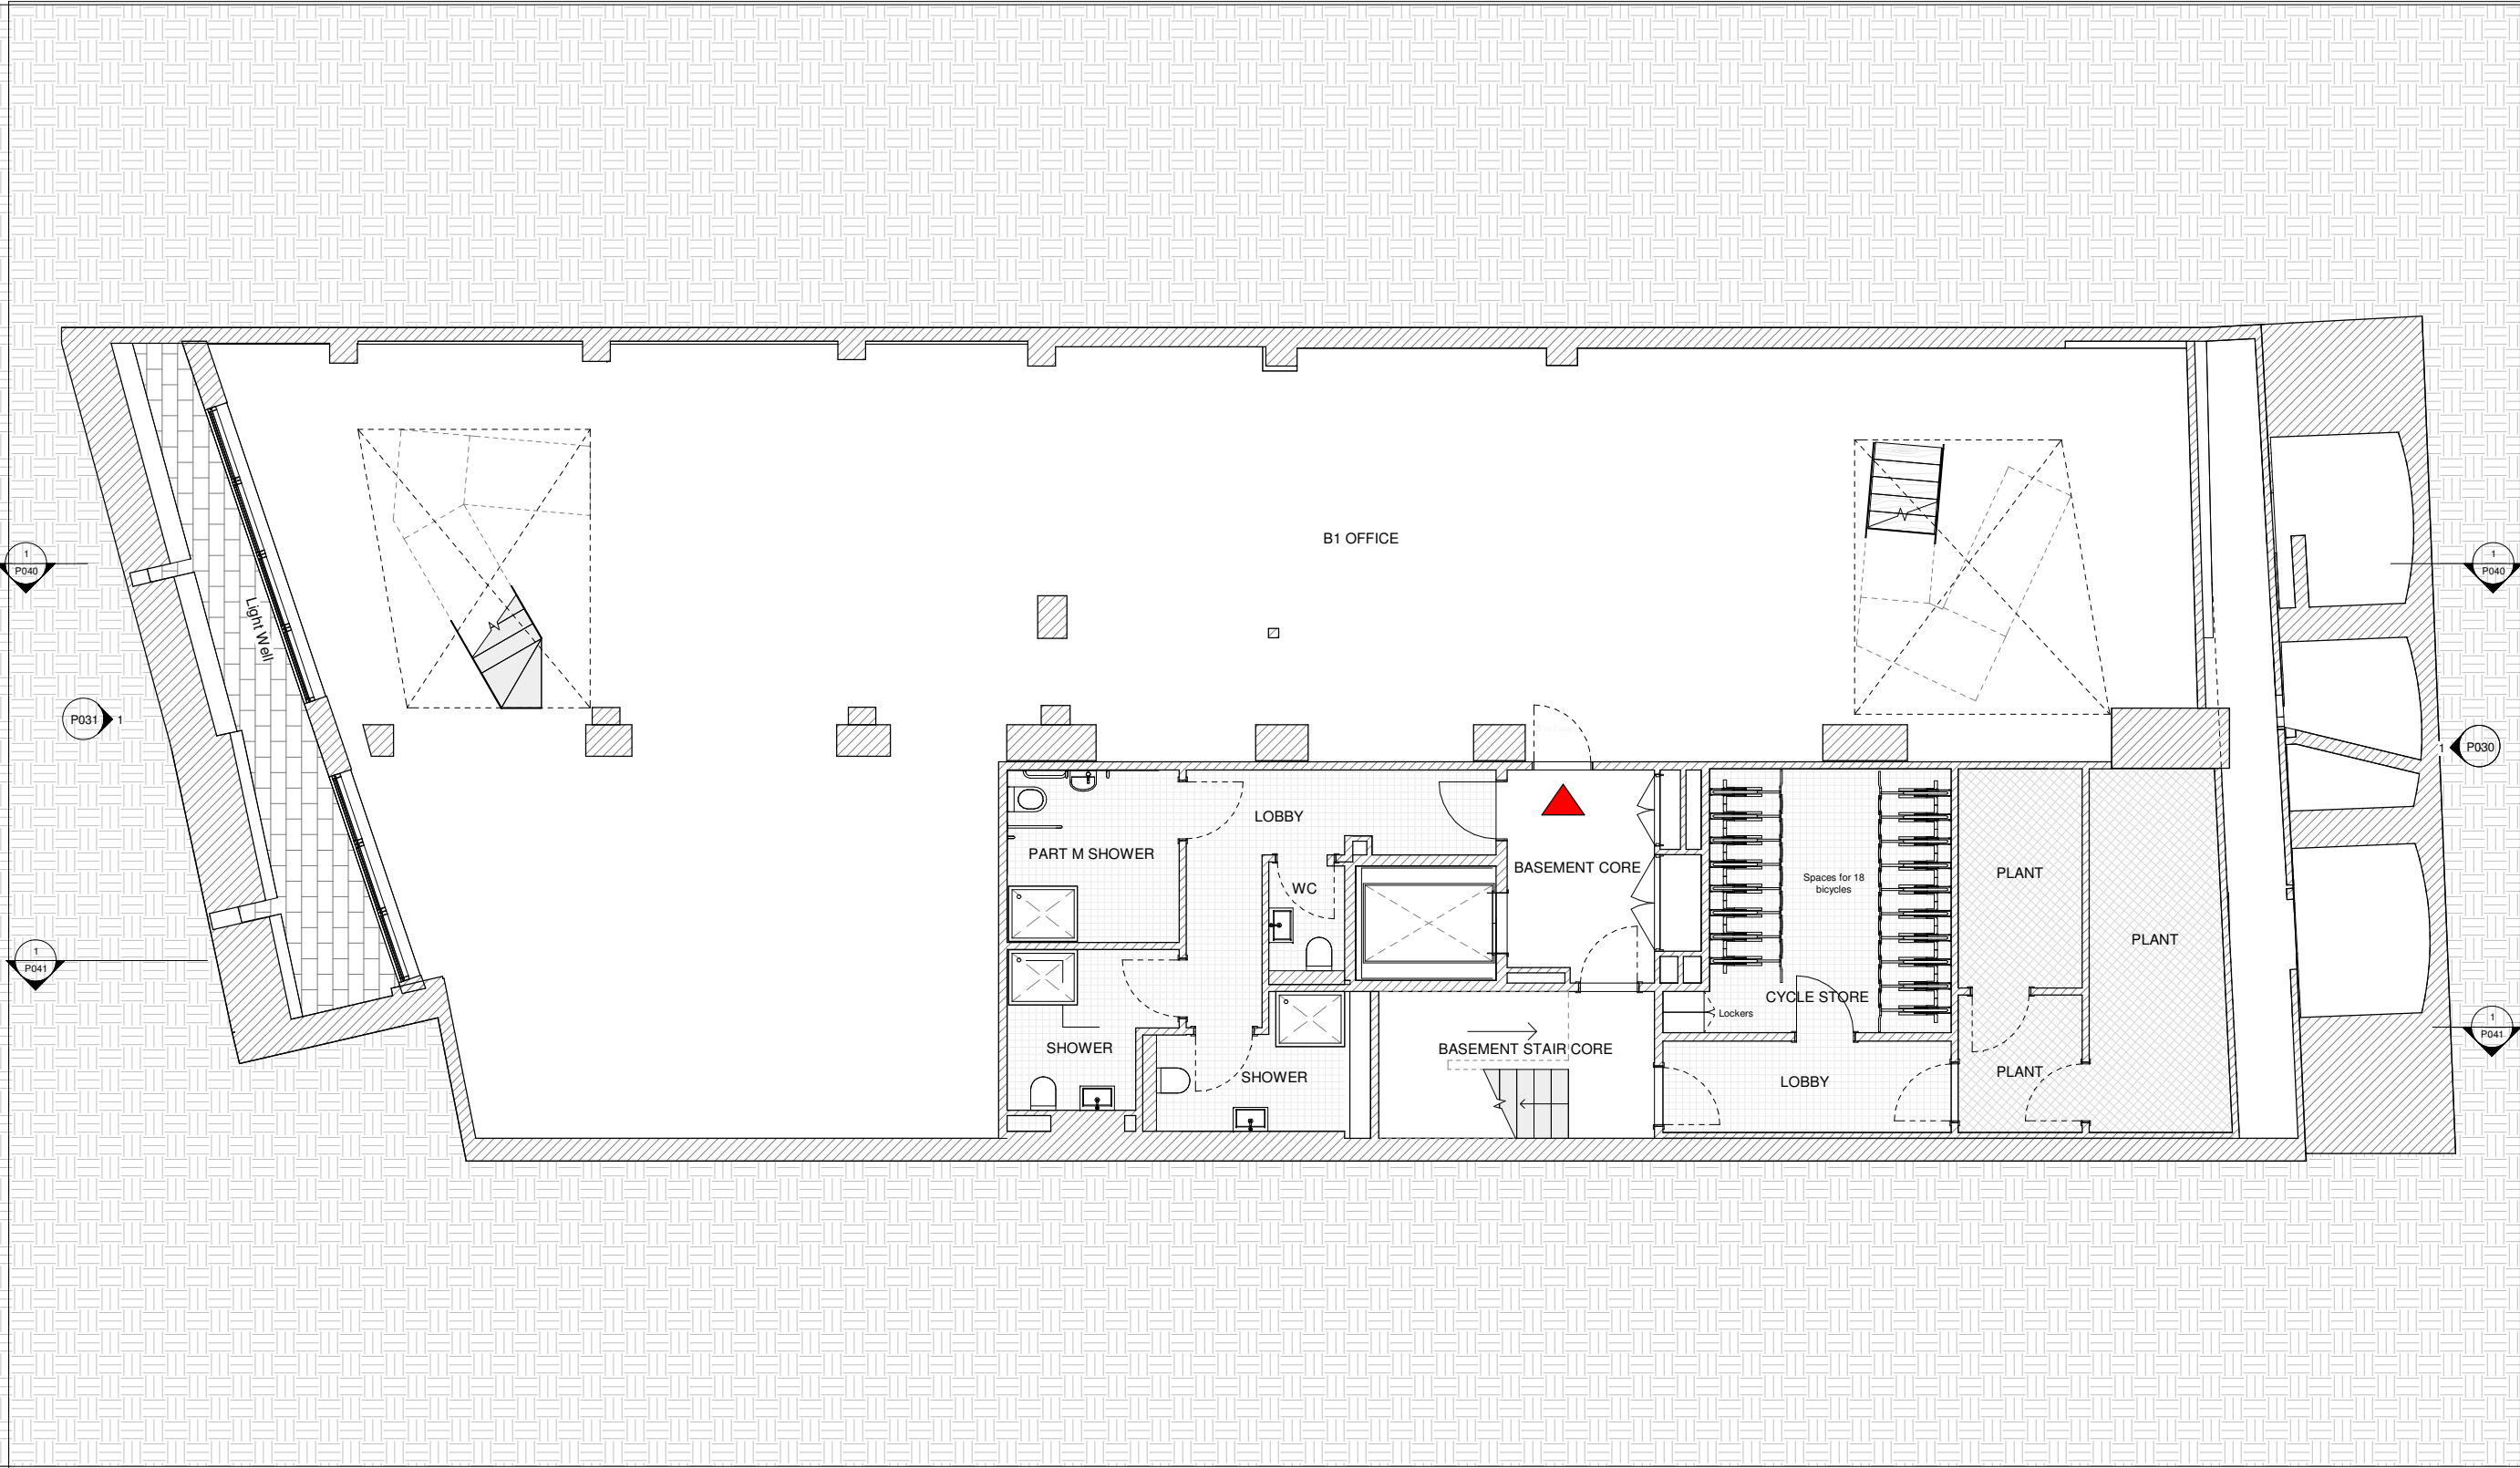 B1 OFFICE
1
P040
1
P040
Light Well
P031
1
1
P030
LOBBY
PART M SHOWER
BASEMENT CORE
WC
Spaces for 18
bicycles
PLANT
PLANT
1
P041
CYCLE STORE
Lockers
1
P041
SHOWER
BASEMENT STAIR CORE
SHOWER
LOBBY
PLANT